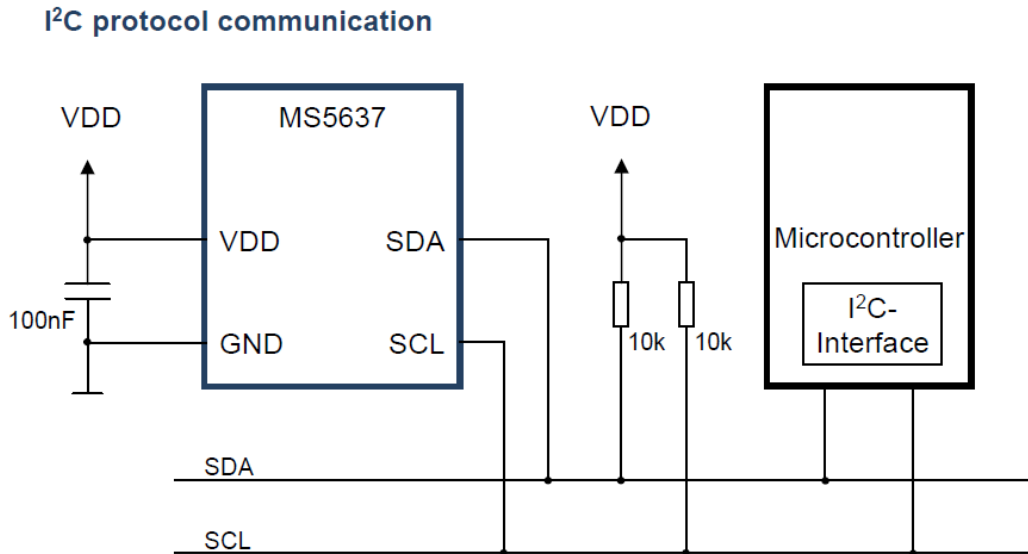 I²C protocol communication
VDD
MS5637
VDD
VDD
SDA
Microcontroller
100nF
I²C-
Interface
GND
SCL
10k
10k
SDA
SCL